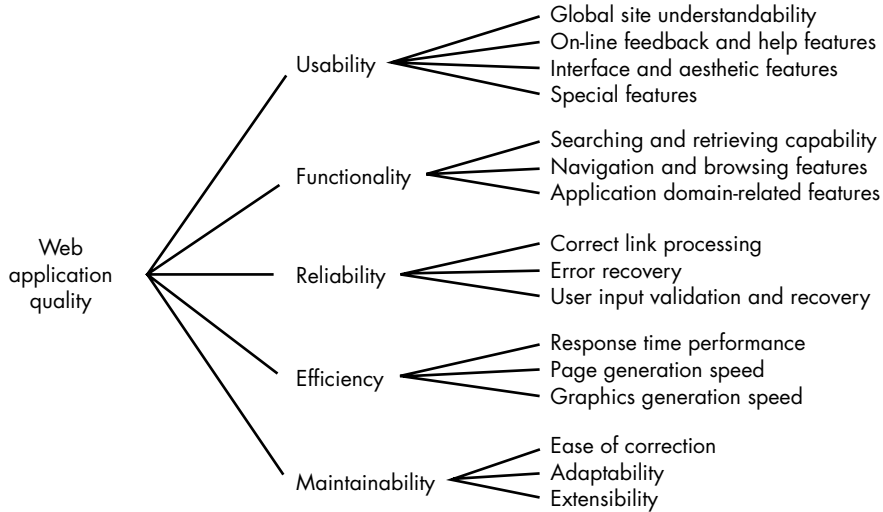 Web
application
quality
Usability
Global site understandability
On-line feedback and help features
Interface and aesthetic features
Special features
Functionality
Searching and retrieving capability
Navigation and browsing features
Application domain-related features
Reliability
Correct link processing
Error recovery
User input validation and recovery
Efficiency
Response time performance
Page generation speed
Graphics generation speed
Maintainability
Ease of correction
Adaptability
Extensibility